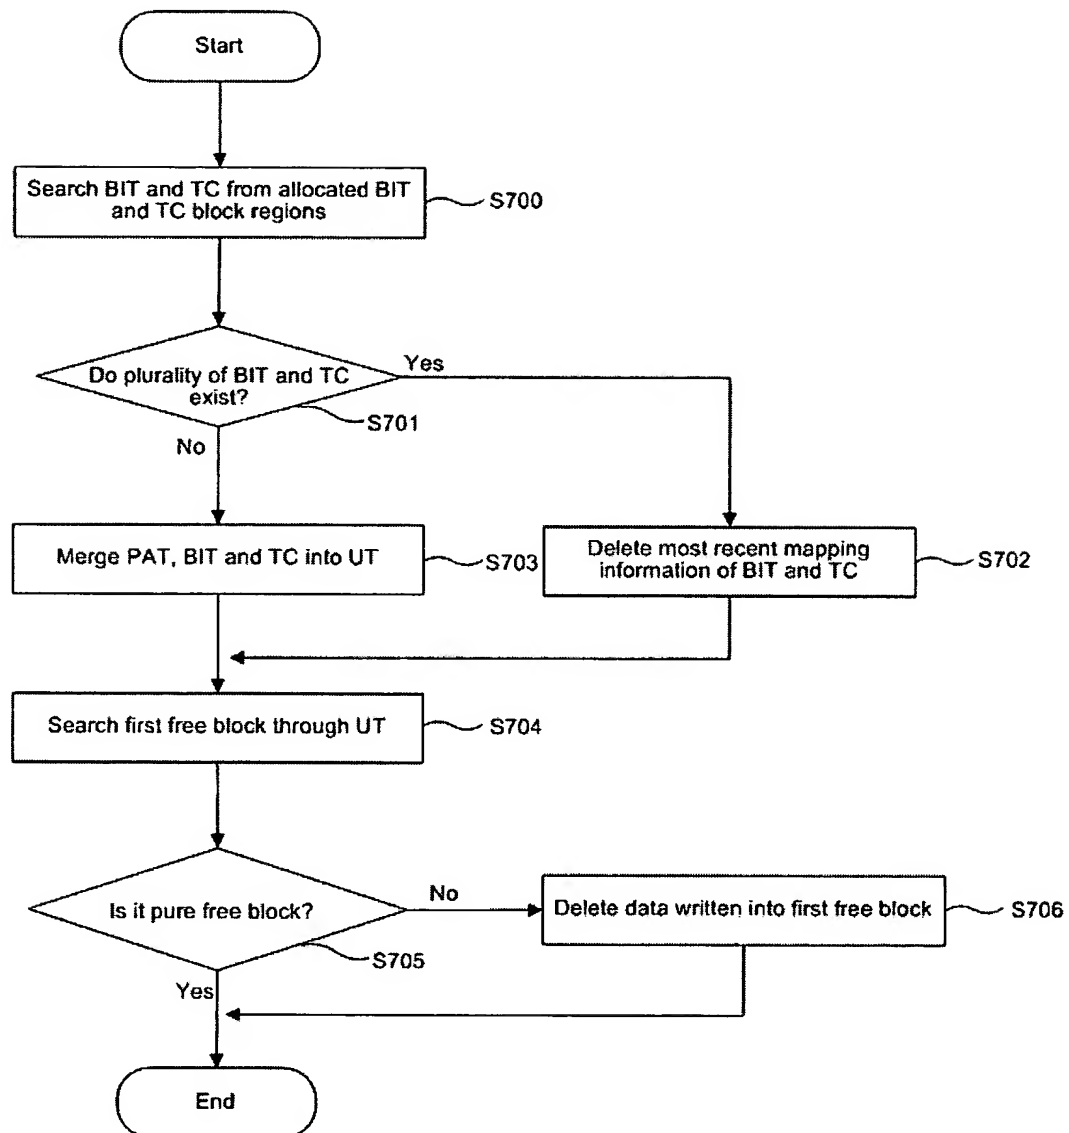 Start
Search BIT and TC from allocated BIT
and TC block regions
S700
Do plurality of BIT and TC
exist?
S701
Yes
No
Merge PAT, BIT and TC into UT
S703
Delete most recent mapping
information of BIT and TC
S702
Search first free block through UT
S704
Is it pure free block?
S705
No
Delete data written into first free block
S706
Yes
End